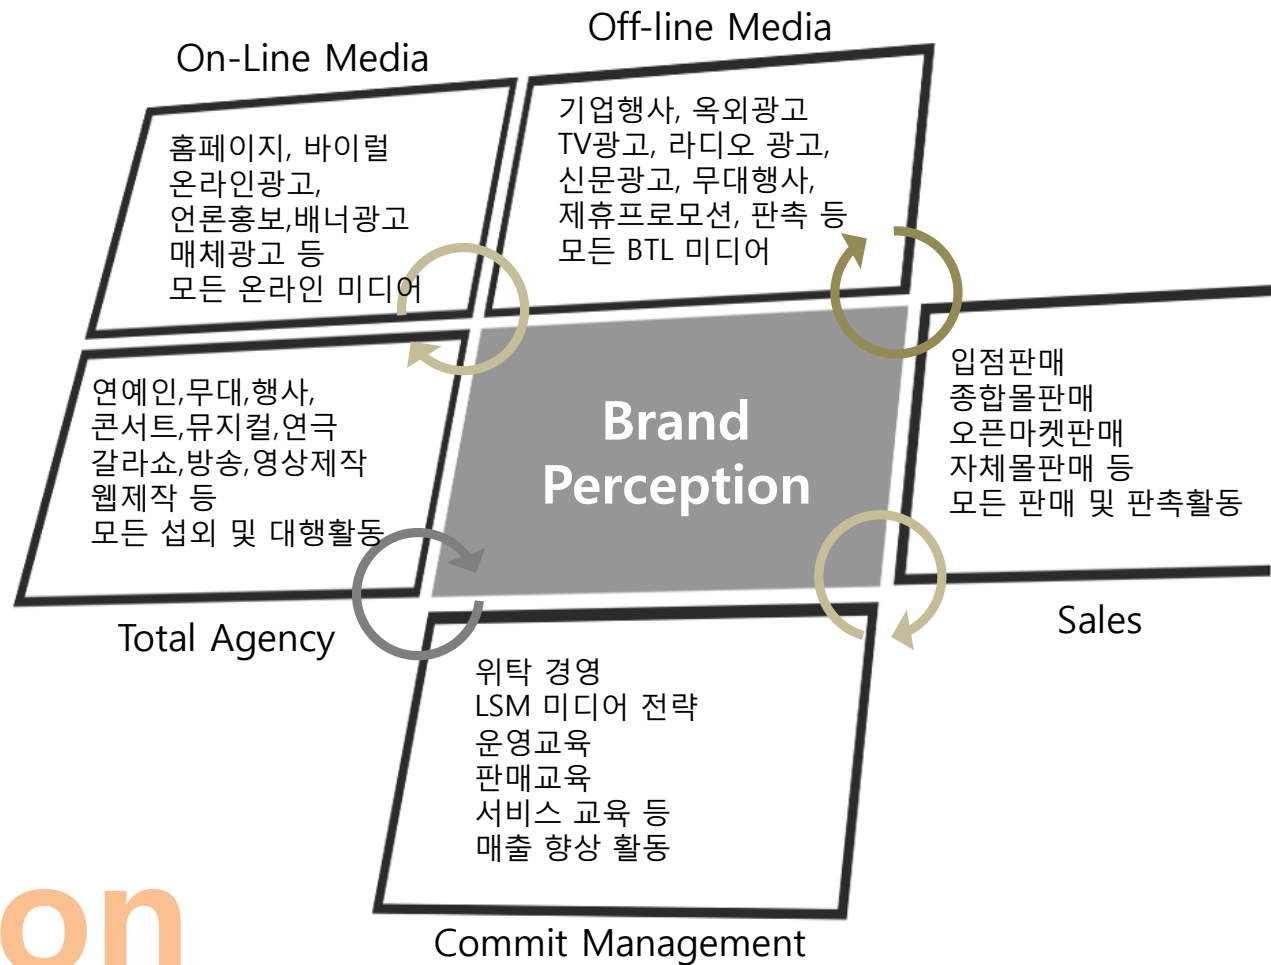 Off-line Media
On-Line Media
기업행사, 옥외광고
TV광고, 라디오 광고,
신문광고, 무대행사,
제휴프로모션, 판촉 등
모든 BTL 미디어
홈페이지, 바이럴
온라인광고,
언론홍보,배너광고
매체광고 등
모든 온라인 미디어
연예인,무대,행사,
콘서트,뮤지컬,연극
갈라쇼,방송,영상제작
웹제작 등
모든 섭외 및 대행활동
Total Agency
Brand
Perception
입점판매
종합몰판매
오픈마켓판매
자체몰판매 등
모든 판매 및 판촉활동
Sales
위탁 경영
LSM 미디어 전략
운영교육
판매교육
서비스 교육 등
매출 향상 활동
Commit Management
on